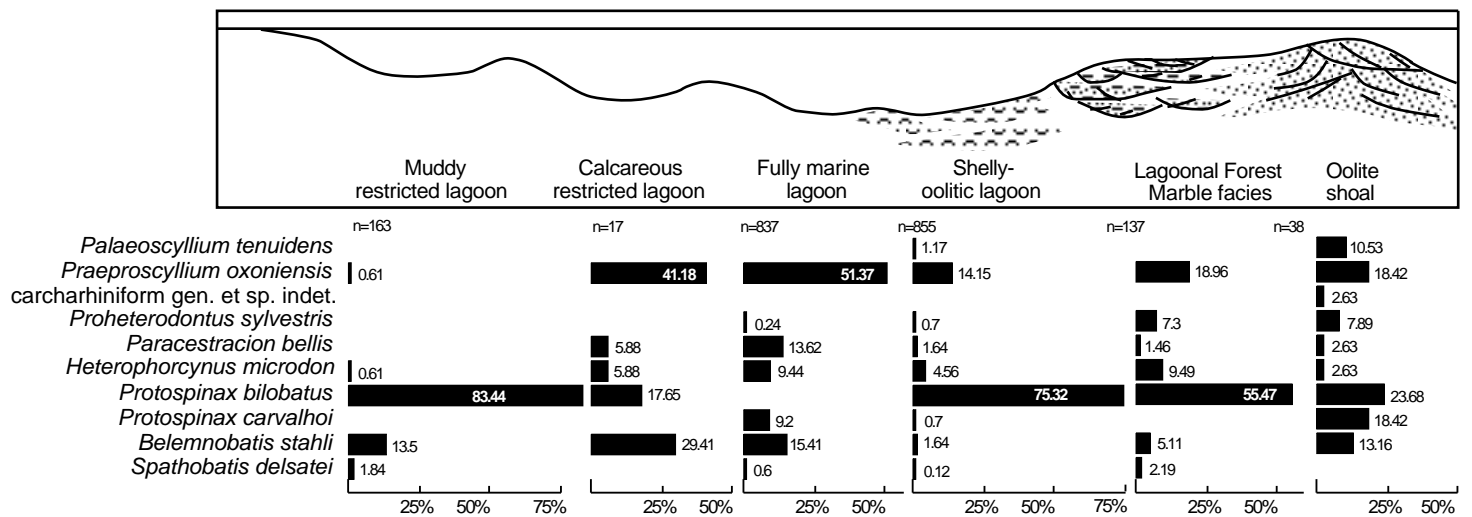 Muddy
restricted lagoon
Calcareous
restricted lagoon
Fully marine
lagoon
Shelly-
oolitic lagoon
Lagoonal Forest
Marble facies
Oolite
shoal
n=163 n=17 n=837 n=855 n=137 n=38
Palaeoscyllium tenuidens 1.17 10.53
Praeproscyllium oxoniensis 0.61 41.18 51.37 14.15 18.96 18.42
carcharhiniform gen. et sp. indet. 2.63
Proheterodontus sylvestris 0.24 0.7 7.3 7.89
Paracestracion bellis 5.88 13.62 1.64 1.46 2.63
Heterophorcynus microdon 0.61 5.88 9.44 4.56 9.49 2.63
Protospinax bilobatus 83.44 17.65 75.32 55.47 23.68
Protospinax carvalhoi 9.2 0.7 18.42
Belemnobatis stahli 13.5 29.41 15.41 1.64 5.11 13.16
Spathobatis delsatei 1.84 0.6 0.12 2.19
25% 50% 75% 25% 50% 25% 50% 25% 50% 75% 25% 50% 25% 50%